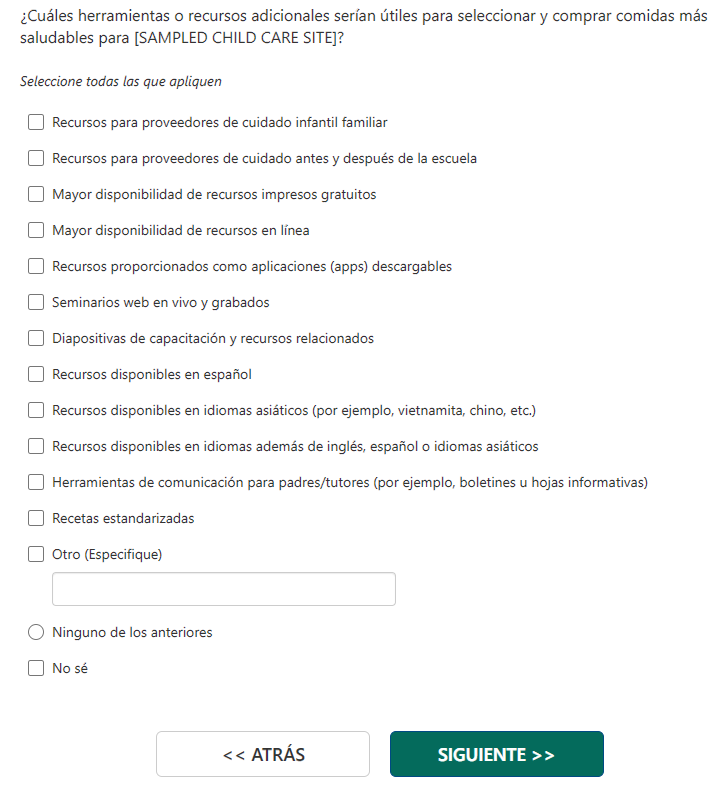 ¿Cuáles herramientas o recursos adicionales serían útiles para seleccionar y comprar comidas más
saludables para [SAMPLED CHILD CARE SITE]?
Seleccione todas las que apliquen
Recursos para proveedores de cuidado infantil familiar
Recursos para proveedores de cuidado antes y después de la escuela
Mayor disponibilidad de recursos impresos gratuitos
Mayor disponibilidad de recursos en línea
Recursos proporcionados como aplicaciones (apps) descargables
Seminarios web en vivo y grabados
Diapositivas de capacitación y recursos relacionados
Recursos disponibles en español
Recursos disponibles en idiomas asiáticos (por ejemplo, vietnamita, chino, etc.)
Recursos disponibles en idiomas además de inglés, español o idiomas asiáticos
Herramientas de comunicación para padres/tutores (por ejemplo, boletines u hojas informativas)
Recetas estandarizadas
Otro (Especifique)
Ninguno de los anteriores
No sé
<< ATRÁS
SIGUIENTE >>